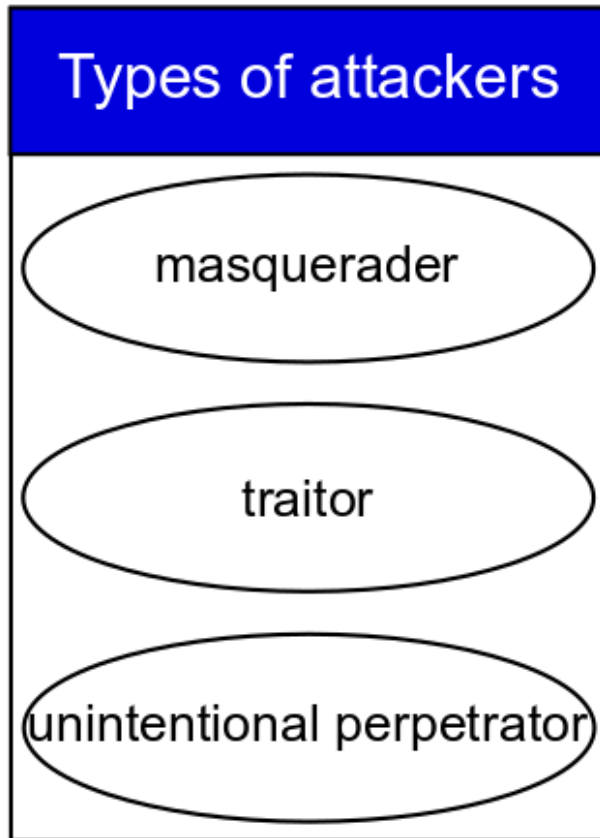 Types of attackers
masquerader
traitor
unintentional perpetrator